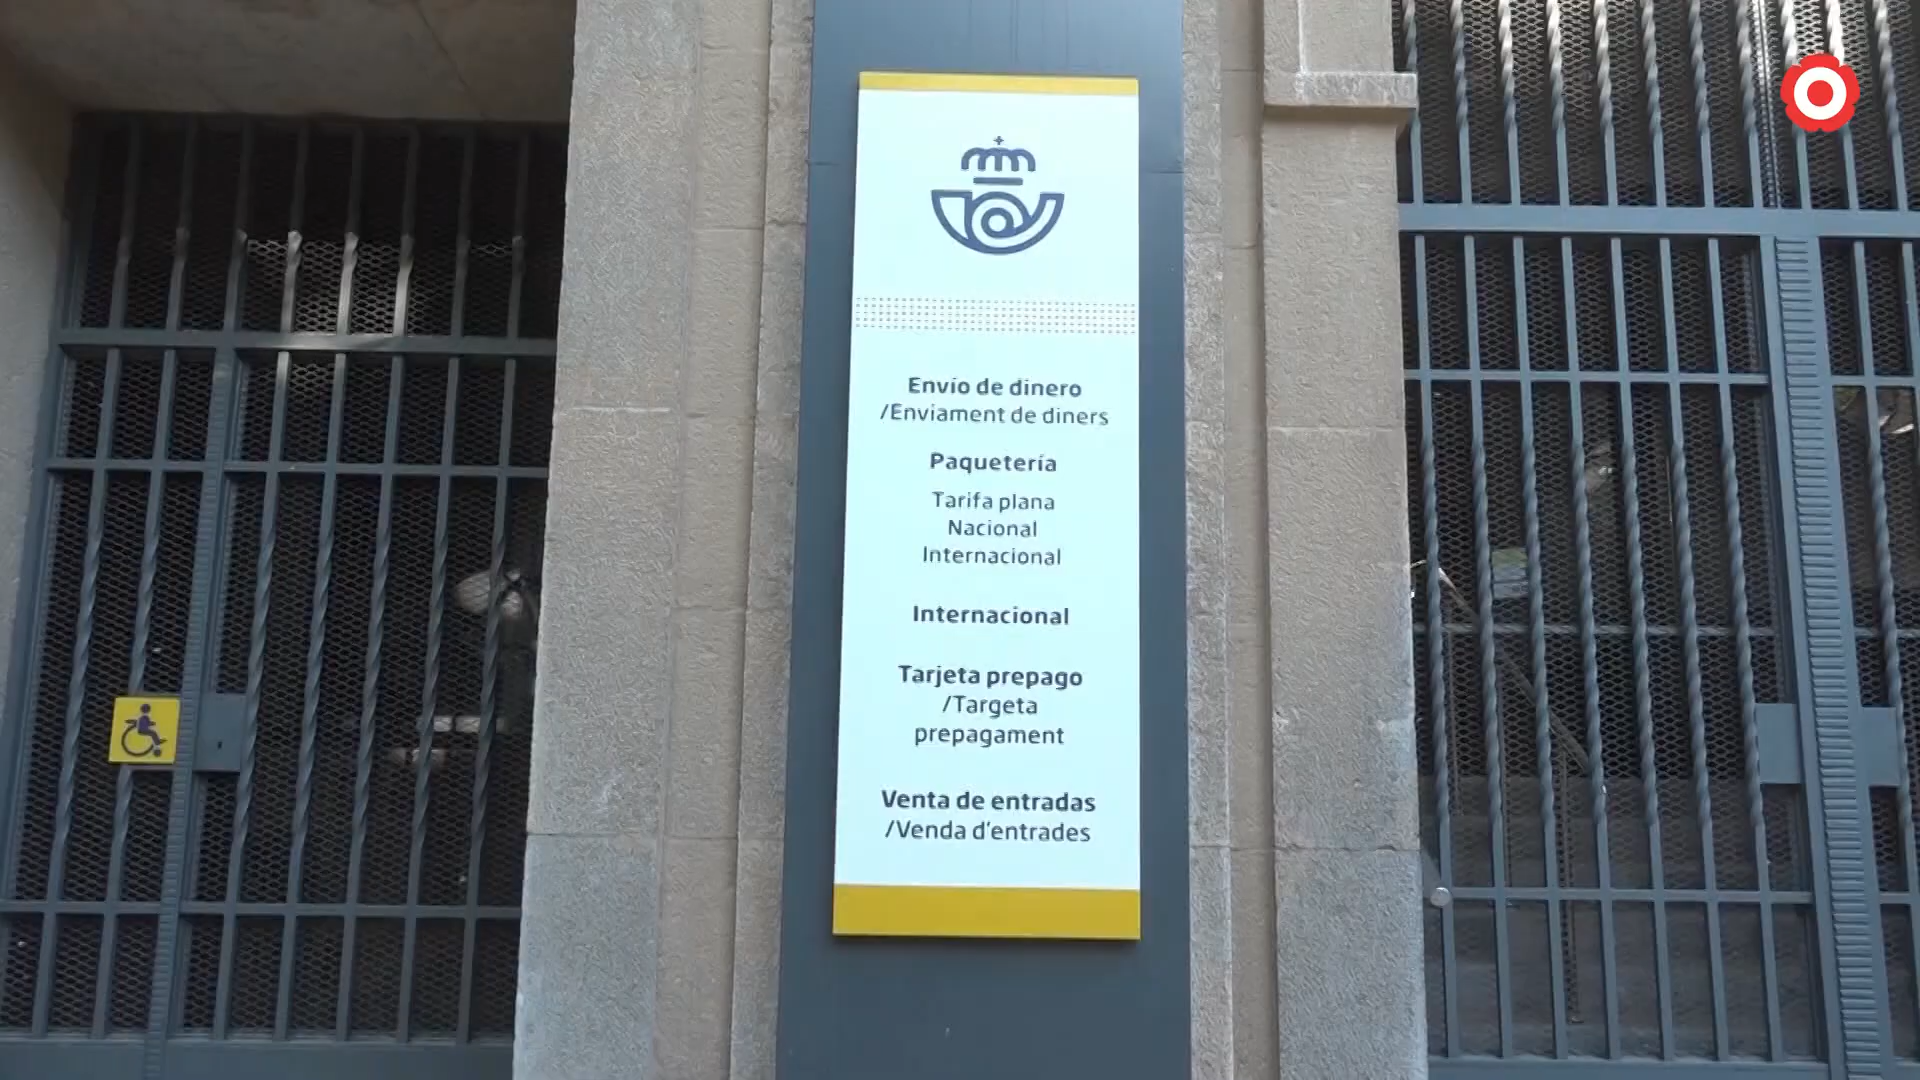 Envío de dinero
/Enviament de diners
Paquetería
Tarifa plana
Nacional
Internacional
Internacional
Tarjeta prepago
/Targeta
prepagament
Venta de entradas
/Venda d'entrades